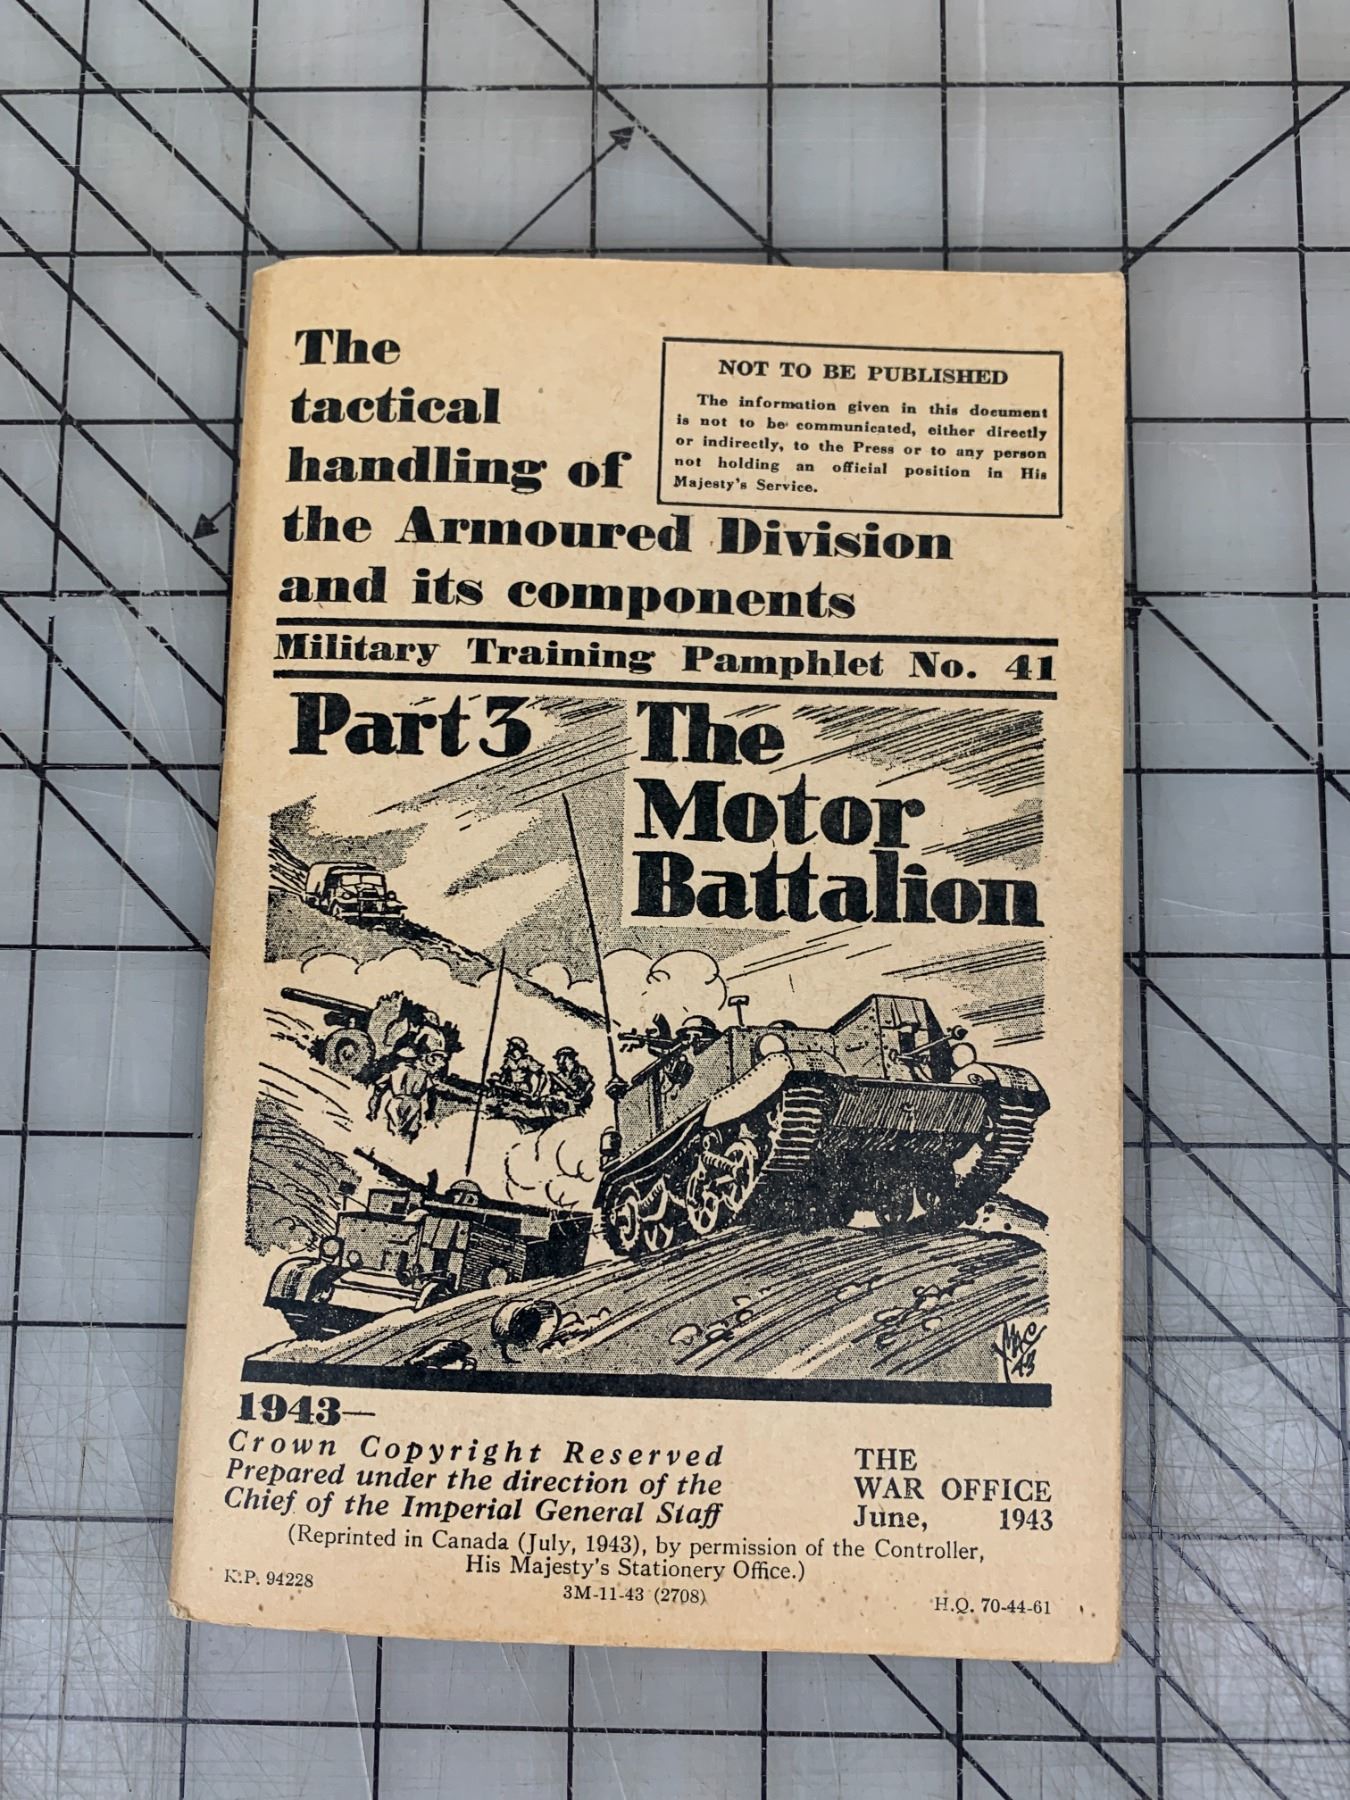 The
tactical
handling of
the Armoured Division
and its components
NOT TO BE PUBLISHED
The information given in this document
is not to be communicated, either directly
or indirectly, to the Press or to any person
not holding an official position in His
Majesty's Service.
Military Training Pamphlet No. 41
Part 3
The
Motor
Battalion
MAC
43
1943—
Crown Copyright Reserved
Prepared under the direction of the
Chief of the Imperial General Staff
THE
WAR OFFICE
June, 1943
(Reprinted in Canada (July, 1943), by permission of the Controller,
His Majesty's Stationery Office.)
K.P. 94228
3M-11-43 (2708)
H.Q. 70-44-61